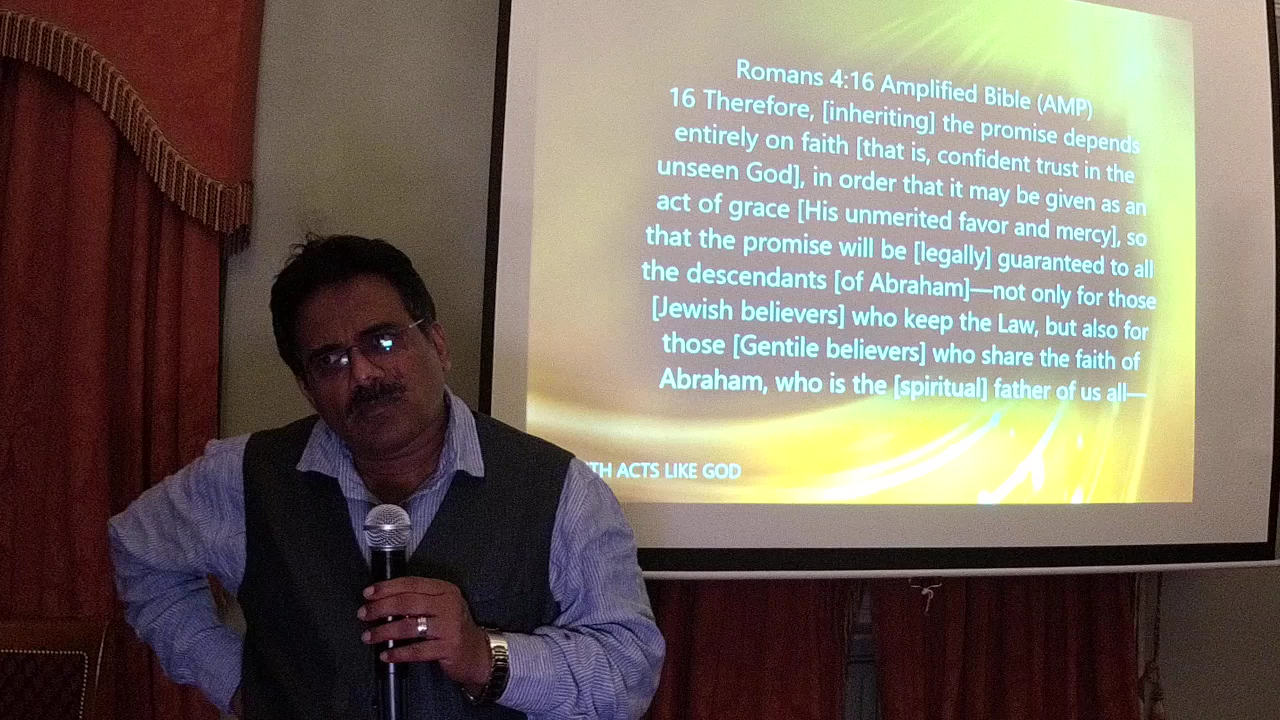 Romans 4:16 Amplified Bible (AMP)
16 Therefore, [inheriting] the promise depends
entirely on faith [that is, confident trust in the
unseen God], in order that it may be given as an
act of grace [His unmerited favor and mercy], so
that the promise will be [legally] guaranteed to all
the descendants [of Abraham]—not only for those
[Jewish believers] who keep the Law, but also for
those [Gentile believers] who share the faith of
Abraham, who is the [spiritual] father of us all—
ACTS LIKE GOD